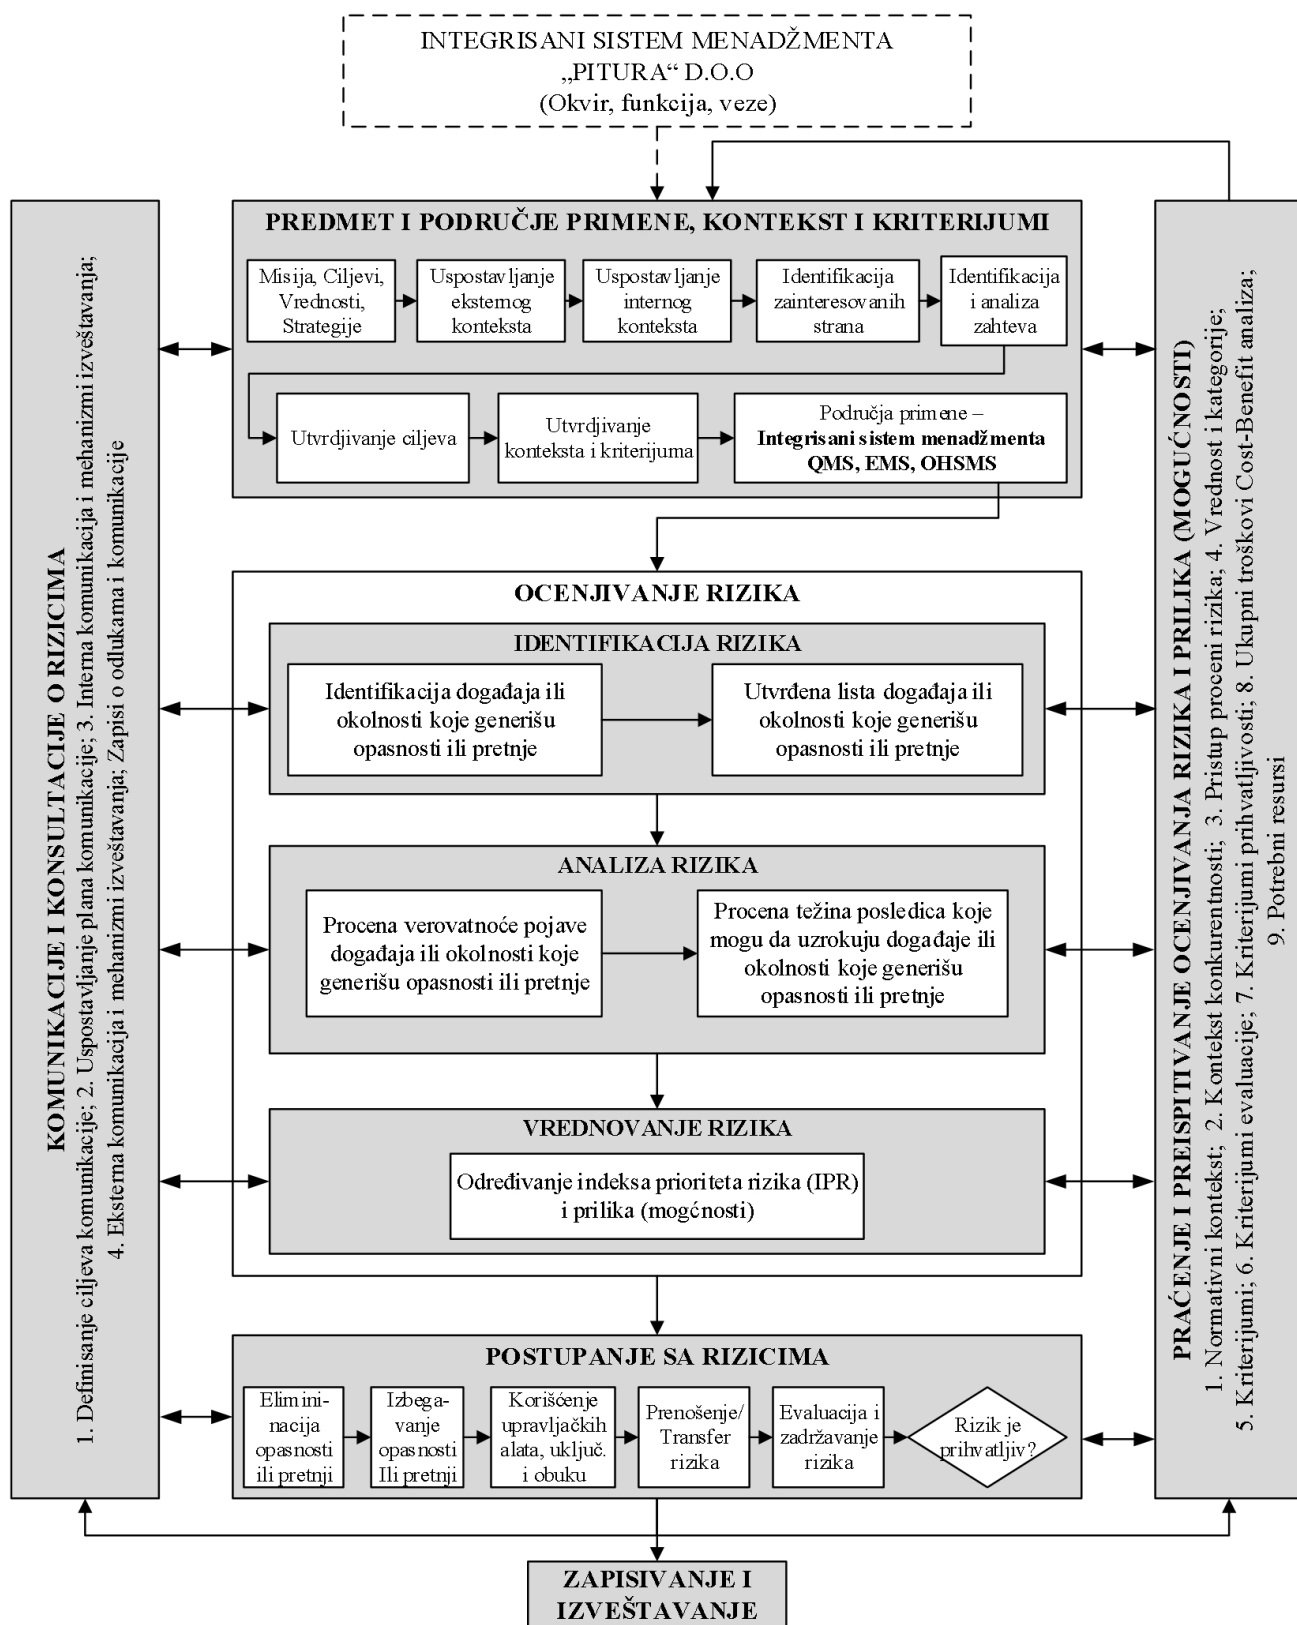 INTEGRISANI SISTEM MENADŽMENTA
„PITURA“ D.O.O
(Okvir, funkcija, veze)
KOMUNIKACIJE I KONSULTACIJE O RIZICIMA
1. Definisanje ciljeva komunikacije; 2. Uspostavljanje plana komunikacije; 3. Interna komunikacija i mehanizmi izveštavanja;
4. Eksterna komunikacija i mehanizmi izveštavanja; Zapisi o odlukama i komunikacije
PREDMET I PODRUČJE PRIMENE, KONTEKST I KRITERIJUMI
Misija, Ciljevi,
Vrednosti,
Strategije
Uspostavljanje
eksternog
konteksta
Uspostavljanje
internog
konteksta
Identifikacija
zainteresovanih
strana
Identifikacija
i analiza
zahteva
Utvrdjivanje ciljeva
Utvrdjivanje
konteksta i kriterijuma
Područja primene –
Integrisani sistem menadžmenta
QMS, EMS, OHSMS
OCENJIVANJE RIZIKA
IDENTIFIKACIJA RIZIKA
Identifikacija događaja ili
okolnosti koje generišu
opasnosti ili pretnje
Utvrđena lista događaja ili
okolnosti koje generišu
opasnosti ili pretnje
ANALIZA RIZIKA
Procena verovatnoće pojave
događaja ili okolnosti koje
generišu opasnosti ili pretnje
Procena težina posledica koje
mogu da uzrokuju događaje ili
okolnosti koje generišu
opasnosti ili pretnje
VREDNOVANJE RIZIKA
Određivanje indeksa prioriteta rizika (IPR)
i prilika (mogćnosti)
POSTUPANJE SA RIZICIMA
Elimini-
nacija
opasnosti
ili pretnji
Izbega-
vanje
opasnosti
Ili pretnji
Korišćenje
upravljačkih
alata, uključ.
i obuku
Prenošenje/
Transfer
rizika
Evaluacija i
zadržavanje
rizika
Rizik je
prihvatljiv?
PRAĆENJE I PREISPITIVANJE OCENJIVANJA RIZIKA I PRILIKA (MOGUĆNOSTI)
1. Normativni kontekst; 2. Kontekst konkurentnosti; 3. Pristup proceni rizika; 4. Vrednost i kategorije;
5. Kriterijumi; 6. Kriterijumi evaluacije; 7. Kriterijumi prihvatljivosti; 8. Ukupni troškovi Cost-Benefit analiza;
9. Potrebni resursi
ZAPISIVANJE I
IZVEŠTAVANJE